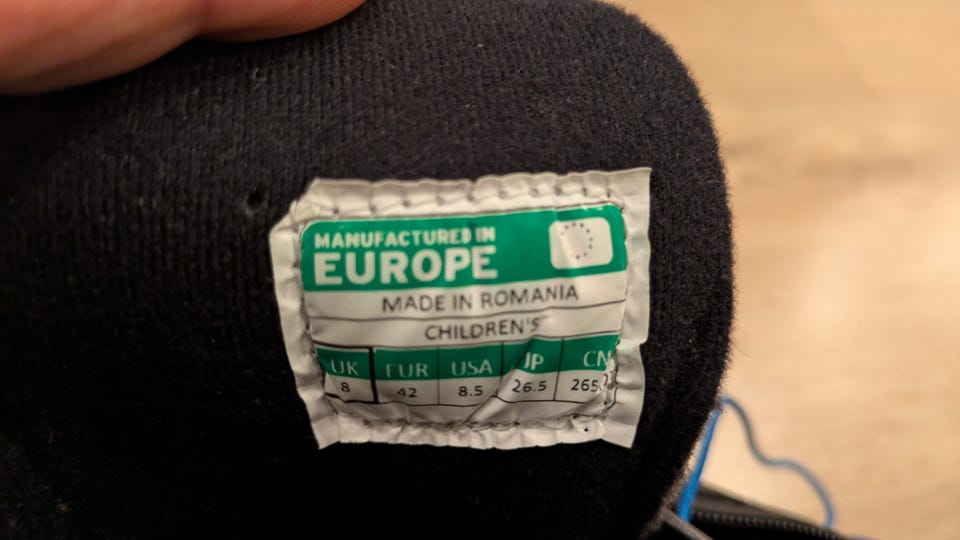 MANUFACTURED IN
EUROPE
MADE IN ROMANIA
CHILDREN'S
UK EUR USA JP CN
8 42 8.5 26.5 265